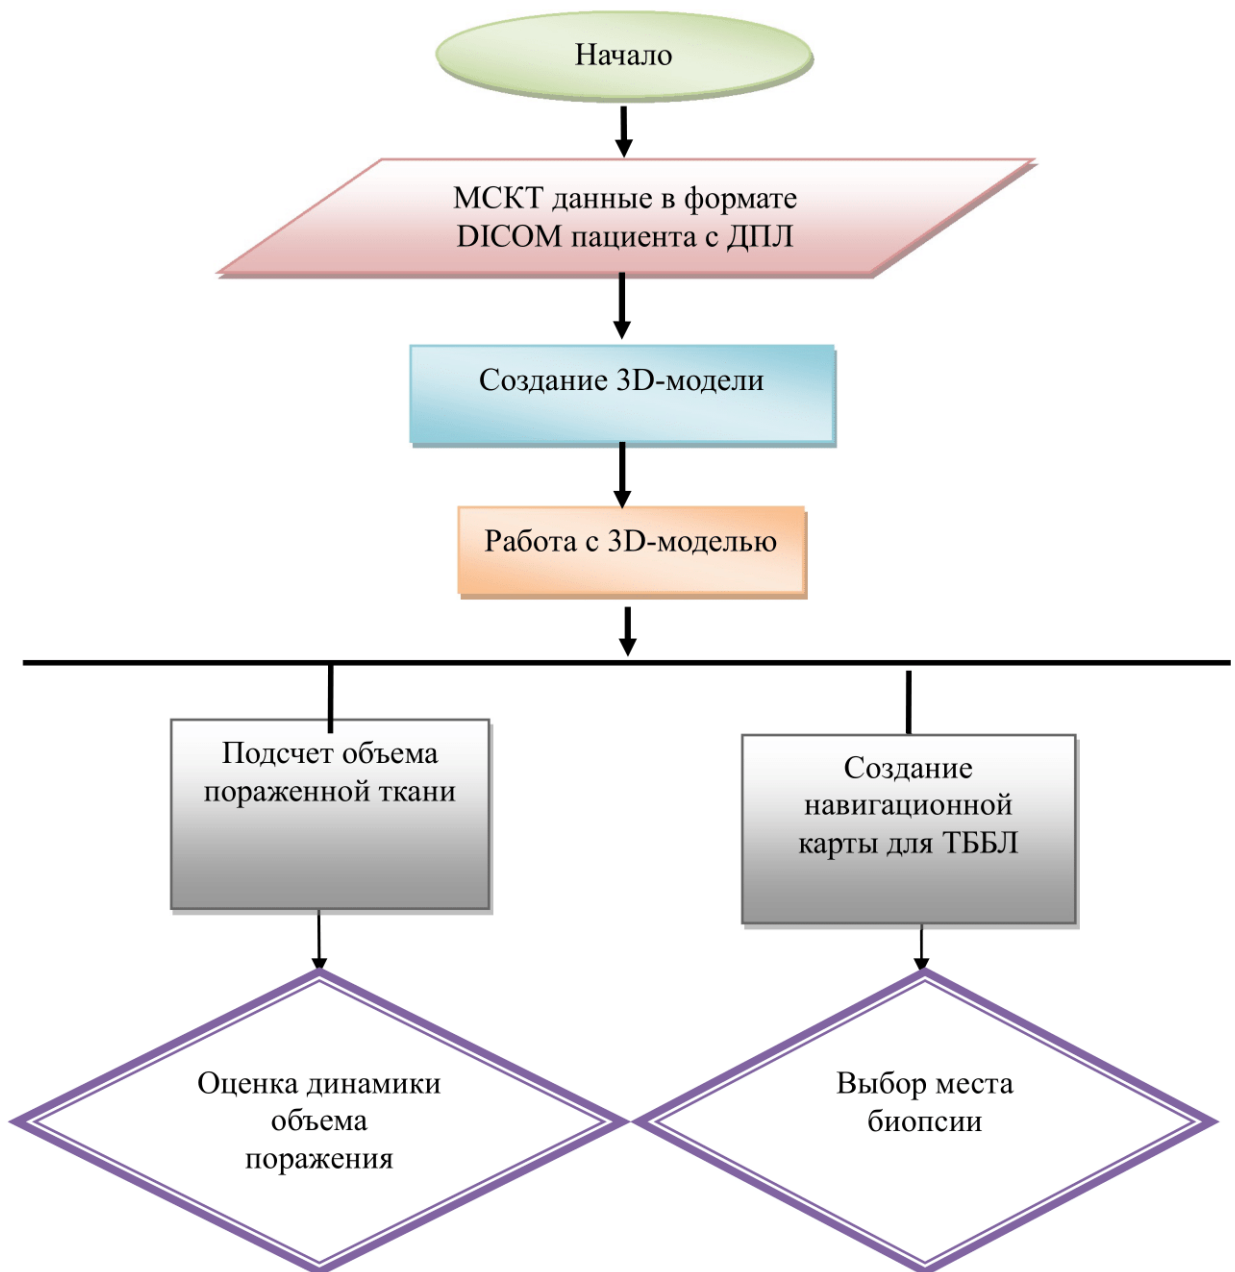 Начало
МСКТ данные в формате
DICOM пациента с ДПЛ
Создание 3D-модели
Работа с 3D-моделью
Подсчет объема
пораженной ткани
Создание
навигационной
карты для ТББЛ
Оценка динамики
объема
поражения
Выбор места
биопсии